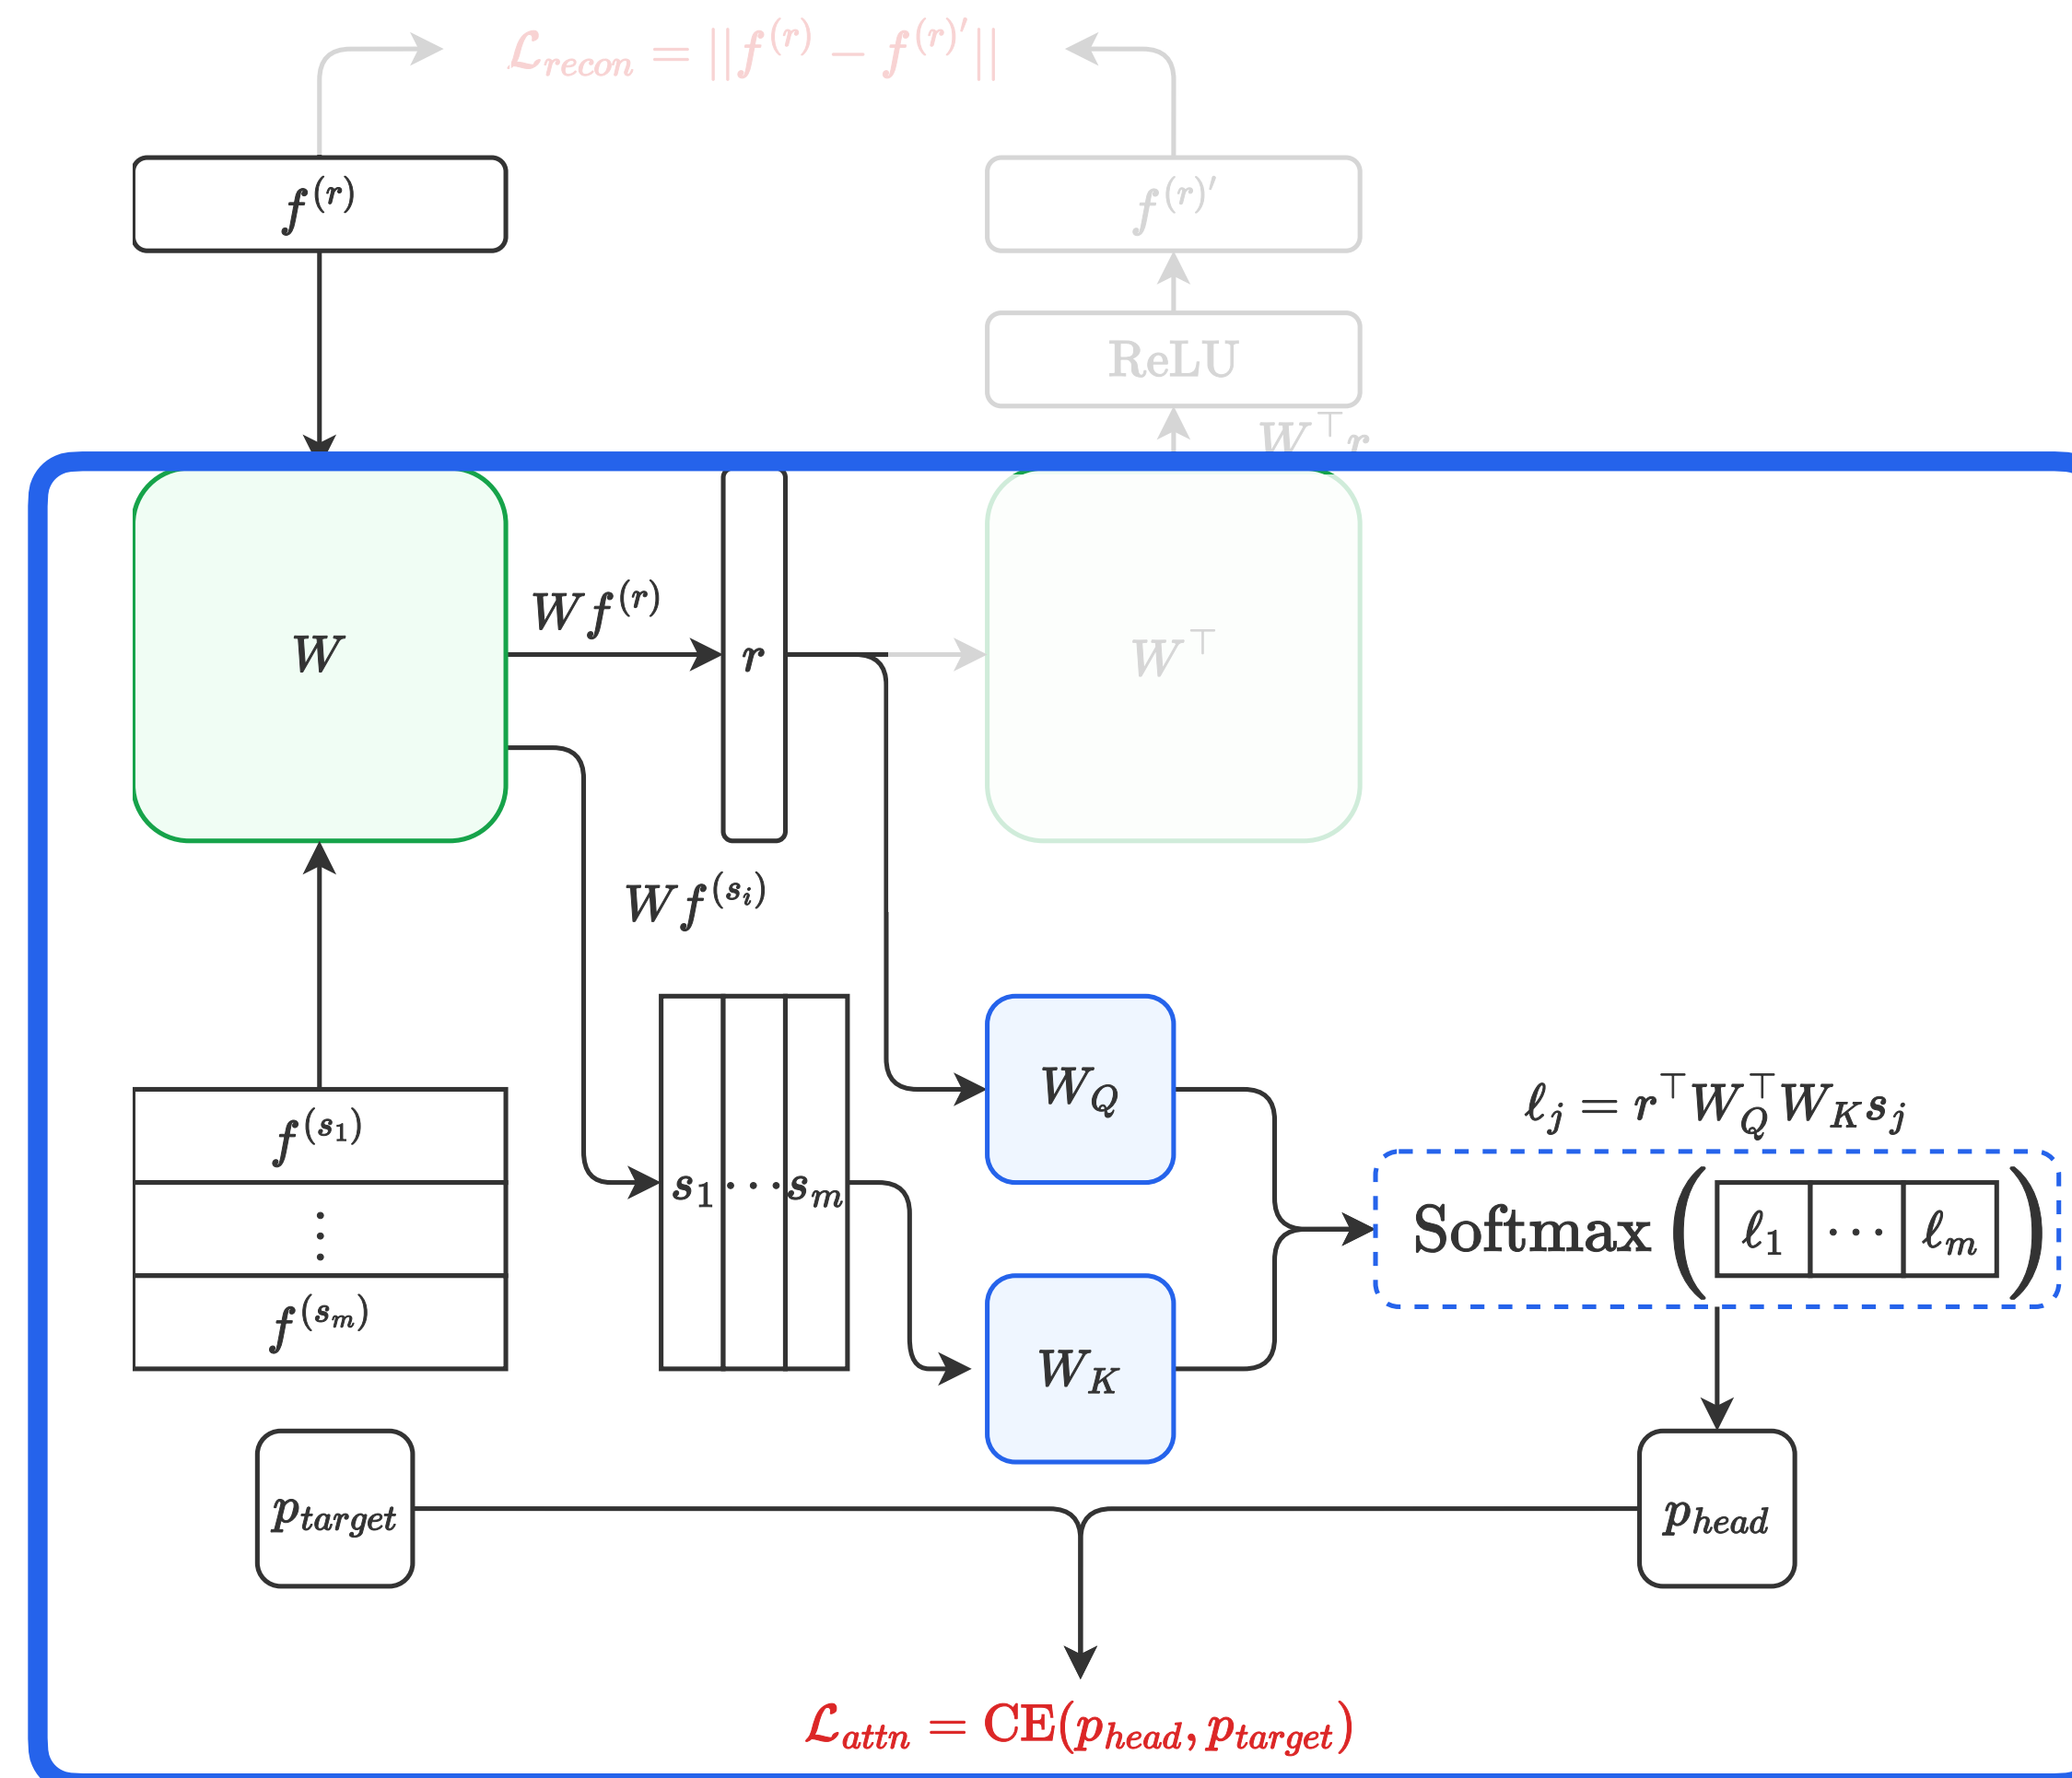 ℒ_recon = ||f^(r) − f^(r)′||
f^(r)
f^(r)′
ReLU
W^⊤r
W
Wf^(r)
r
W^⊤
Wf^(s_i)
f^(s_1)
⋮
f^(s_m)
s_1 ⋯ s_m
W_Q
W_K
ℓ_j = r^⊤W_Q^⊤W_K s_j
Softmax ( ℓ_1 ⋯ ℓ_m )
p_target
p_head
ℒ_attn = CE(p_head, p_target)